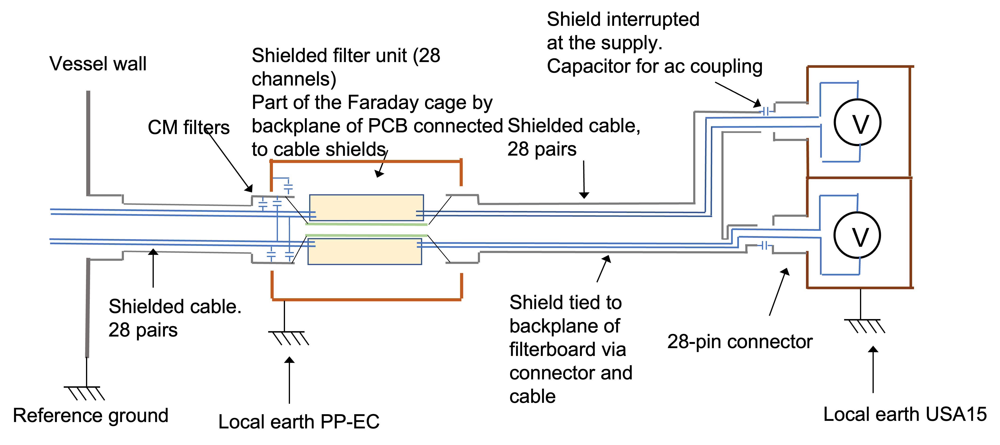 Shield interrupted
at the supply.
Capacitor for ac coupling
Vessel wall
Shielded filter unit (28
channels)
Part of the Faraday cage by
backplane of PCB connected
to cable shields
CM filters
Shielded cable,
28 pairs
V
V
Shielded cable.
28 pairs
Shield tied to
backplane of
filterboard via
connector and
cable
28-pin connector
Reference ground
Local earth PP-EC
Local earth USA15